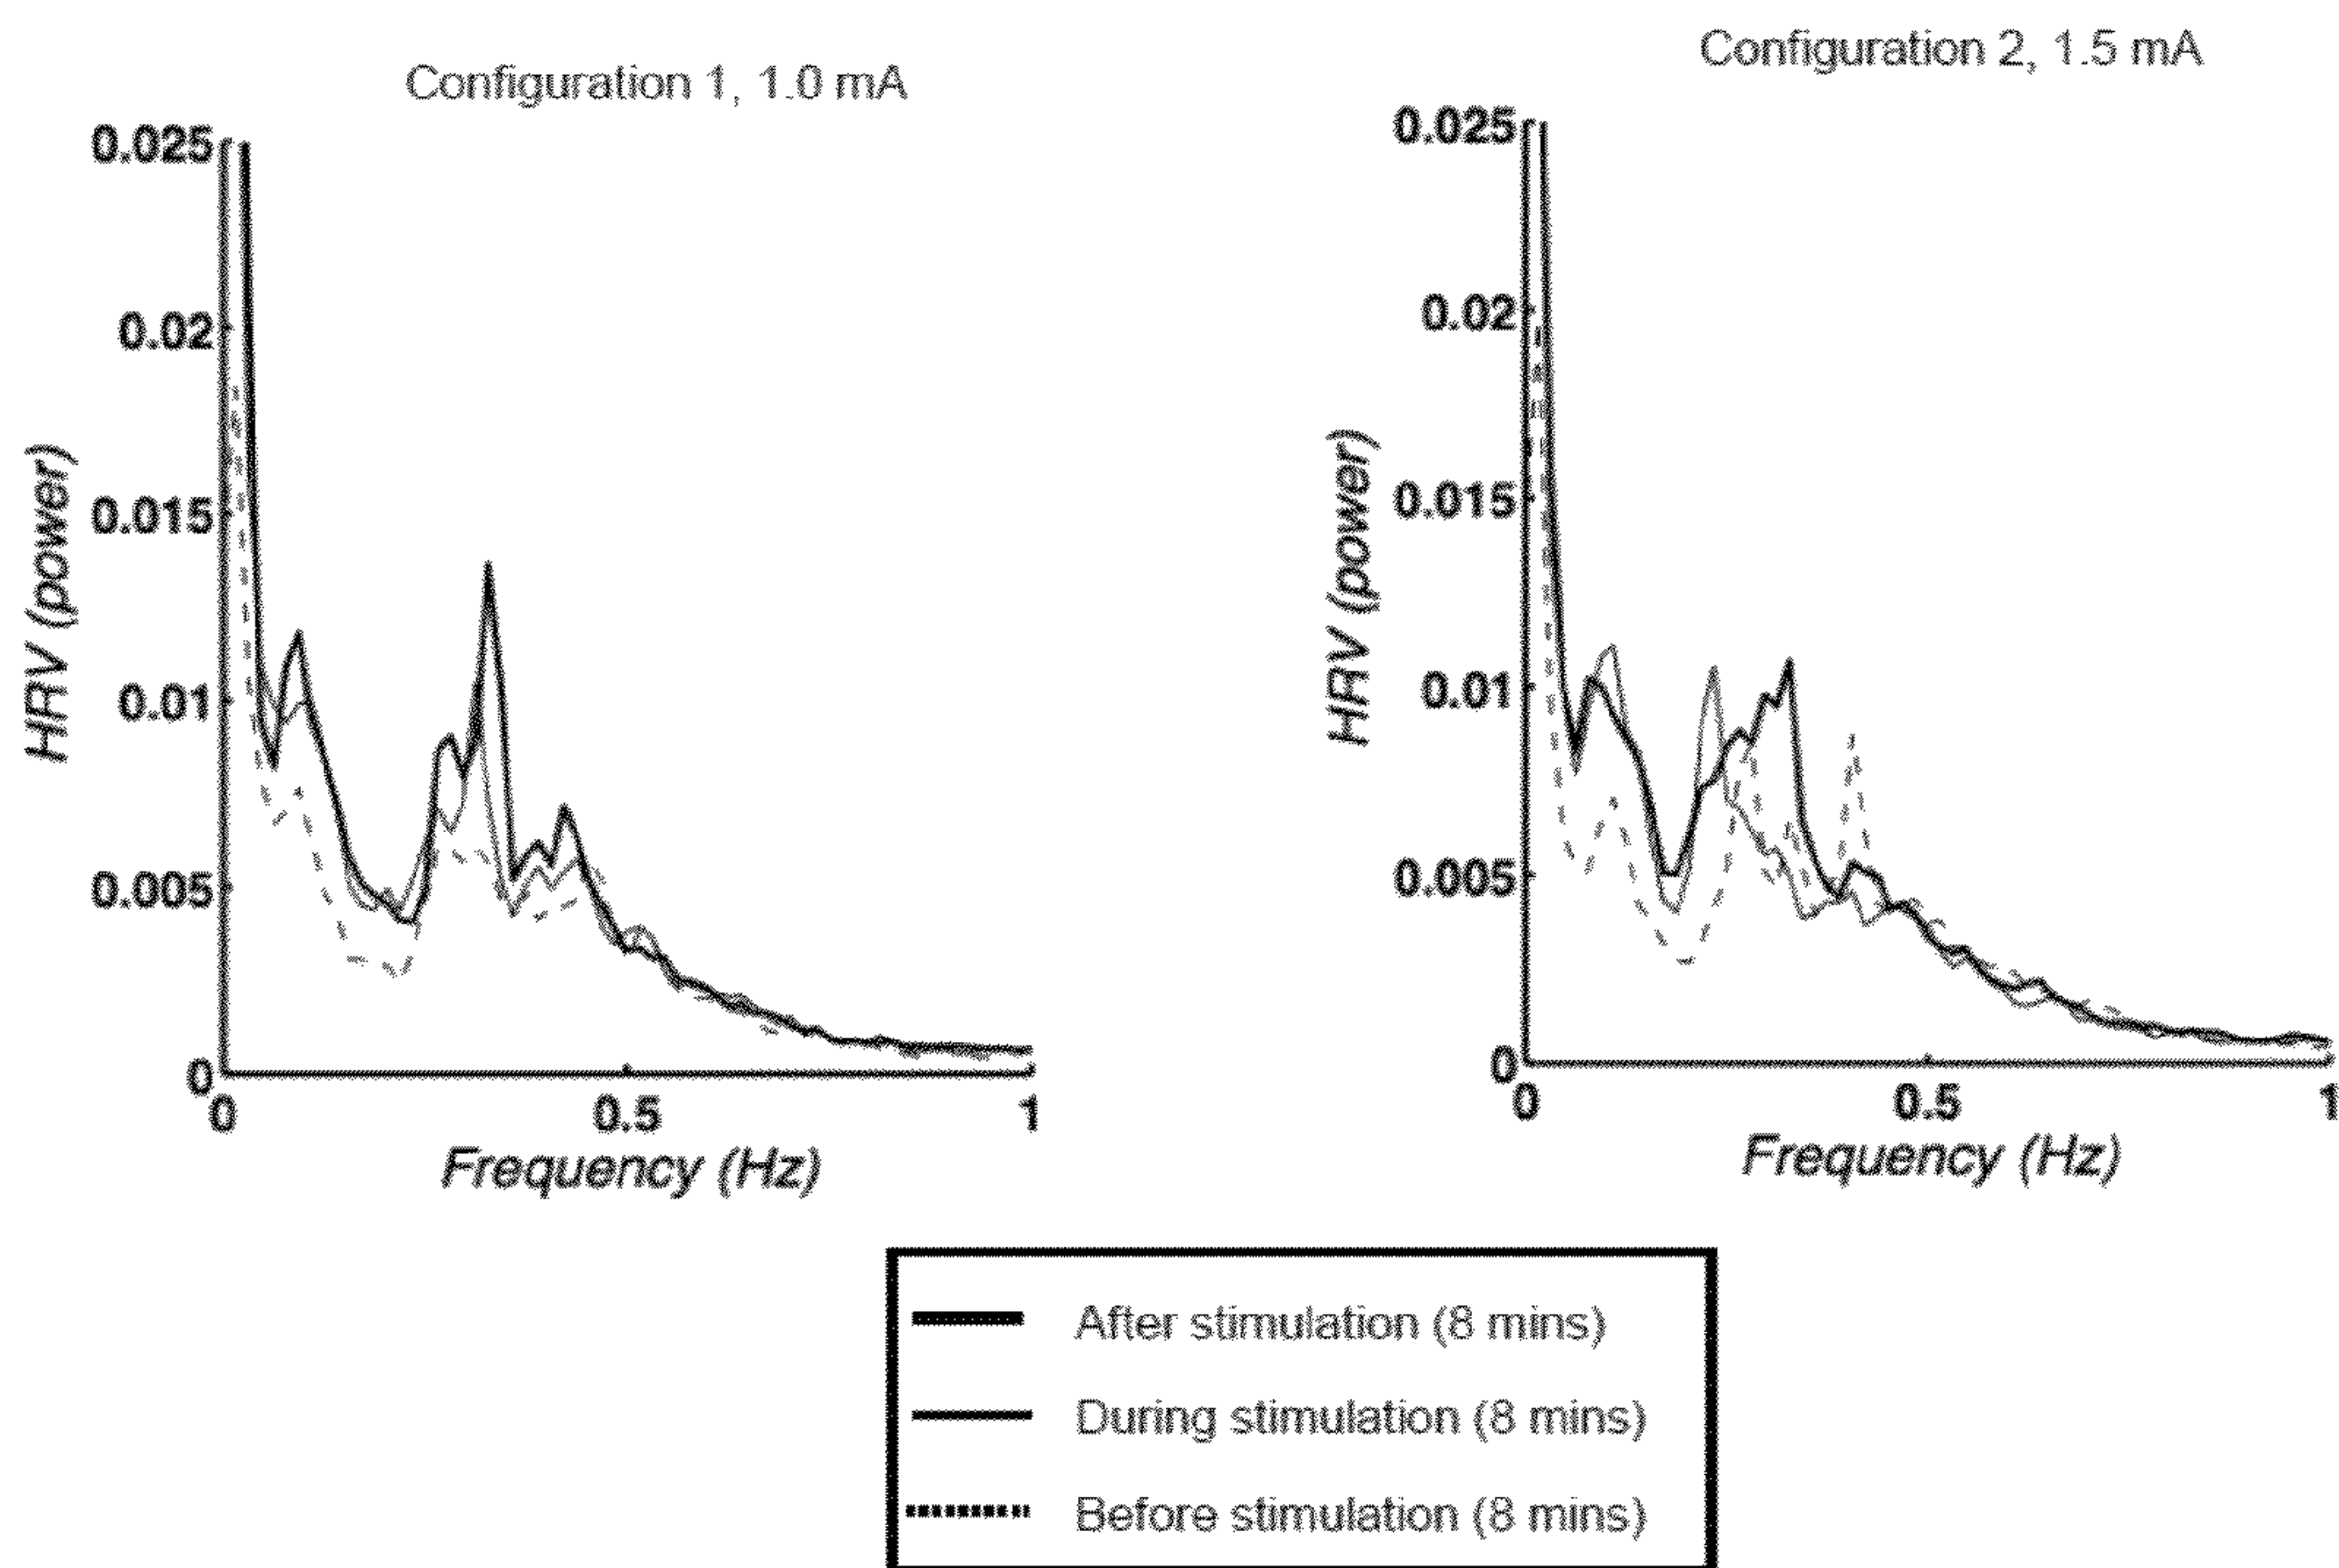 Configuration 1, 1.0 mA
0.025
0.02
0.015
0.01
0.005
0
HRV (power)
0
0.5
1
Frequency (Hz)
Configuration 2, 1.5 mA
0.025
0.02
0.015
0.01
0.005
0
HRV (power)
0
0.5
1
Frequency (Hz)
After stimulation (8 mins)
During stimulation (8 mins)
Before stimulation (8 mins)